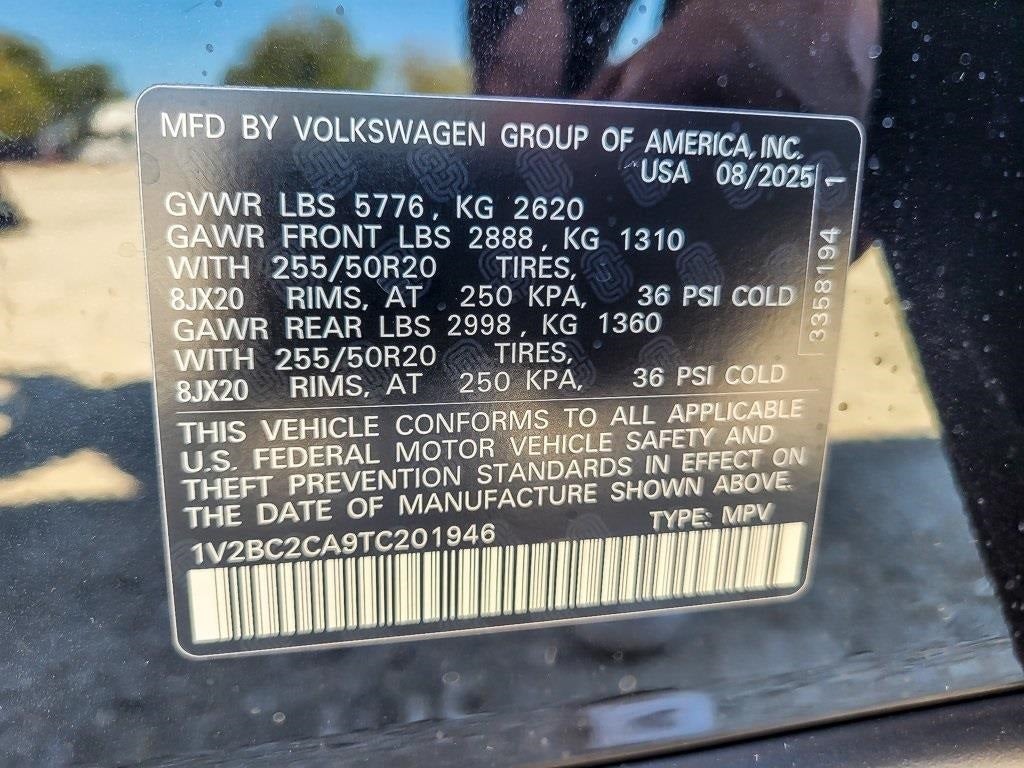 MFD BY VOLKSWAGEN GROUP OF AMERICA, INC.
USA 08/2025
GVWR LBS 5776, KG 2620
GAWR FRONT LBS 2888, KG 1310
WITH 255/50R20 TIRES,
8JX20 RIMS, AT 250 KPA, 36 PSI COLD
GAWR REAR LBS 2998, KG 1360
WITH 255/50R20 TIRES,
8JX20 RIMS, AT 250 KPA, 36 PSI COLD
3358194 1
THIS VEHICLE CONFORMS TO ALL APPLICABLE
U.S. FEDERAL MOTOR VEHICLE SAFETY AND
THEFT PREVENTION STANDARDS IN EFFECT ON
THE DATE OF MANUFACTURE SHOWN ABOVE.
TYPE: MPV
1V2BC2CA9TC201946